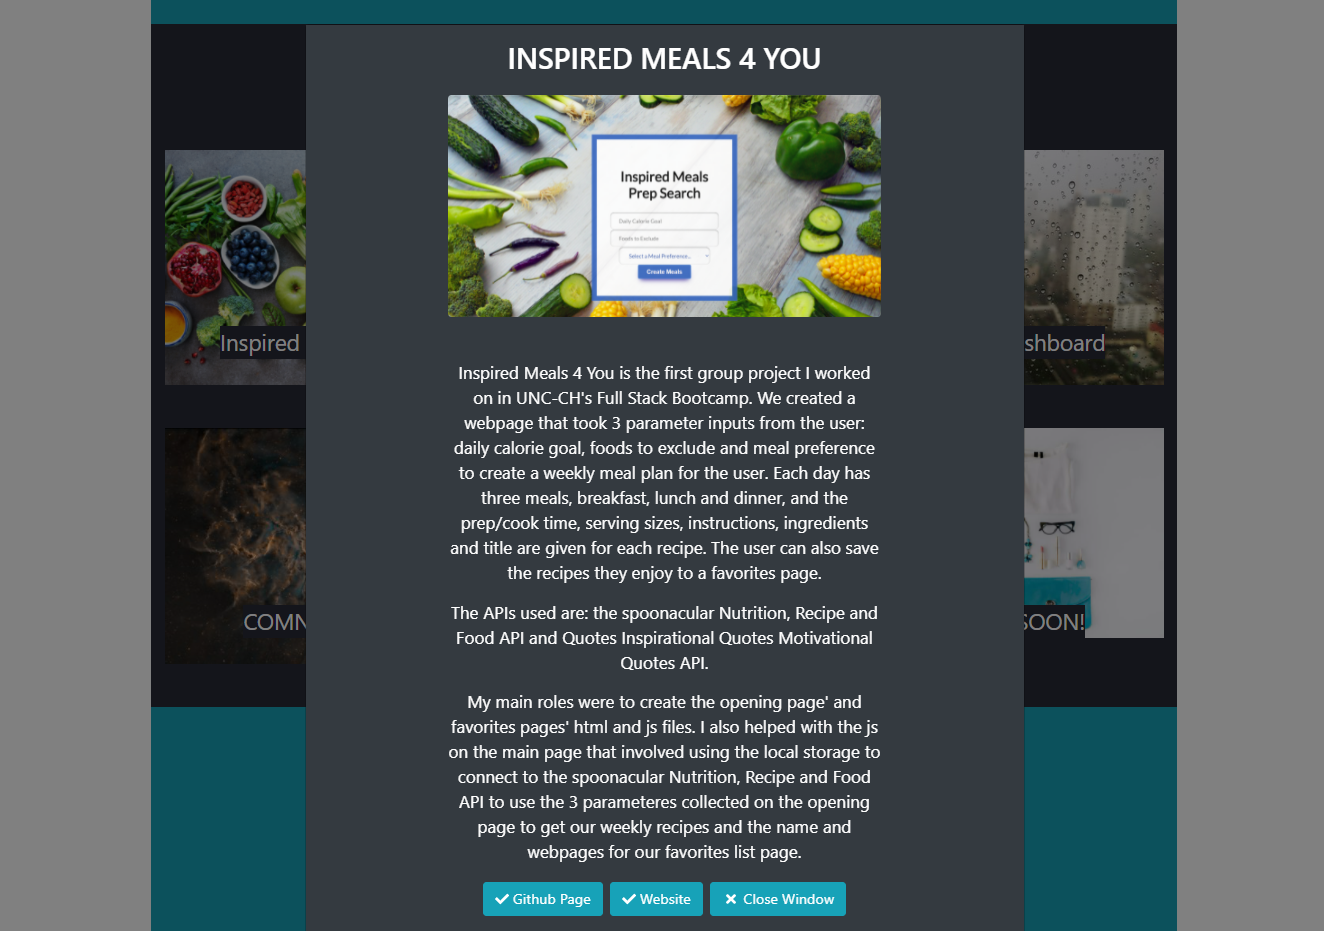 INSPIRED MEALS 4 YOU
Inspired Meals
Prep Search
Daily Calorie Goal
Foods to Exclude
Select a Meal Preference...
Create Meals
Inspired
shboard
Inspired Meals 4 You is the first group project I worked
on in UNC-CH's Full Stack Bootcamp. We created a
webpage that took 3 parameter inputs from the user:
daily calorie goal, foods to exclude and meal preference
to create a weekly meal plan for the user. Each day has
three meals, breakfast, lunch and dinner, and the
prep/cook time, serving sizes, instructions, ingredients
and title are given for each recipe. The user can also save
the recipes they enjoy to a favorites page.
The APIs used are: the spoonacular Nutrition, Recipe and
Food API and Quotes Inspirational Quotes Motivational
Quotes API.
COMN
SOON!
My main roles were to create the opening page' and
favorites pages' html and js files. I also helped with the js
on the main page that involved using the local storage to
connect to the spoonacular Nutrition, Recipe and Food
API to use the 3 parameteres collected on the opening
page to get our weekly recipes and the name and
webpages for our favorites list page.
Github Page
Website
Close Window